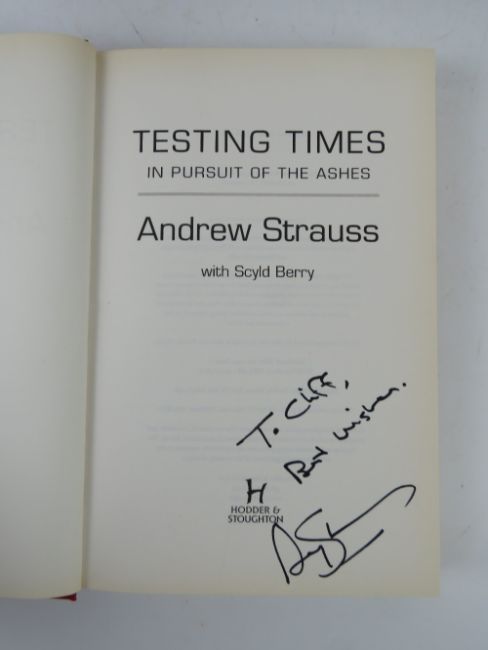 TESTING TIMES
IN PURSUIT OF THE ASHES
Andrew Strauss
with Scyld Berry
To Cliff,
Best wishes.
H
HODDER &
STOUGHTON